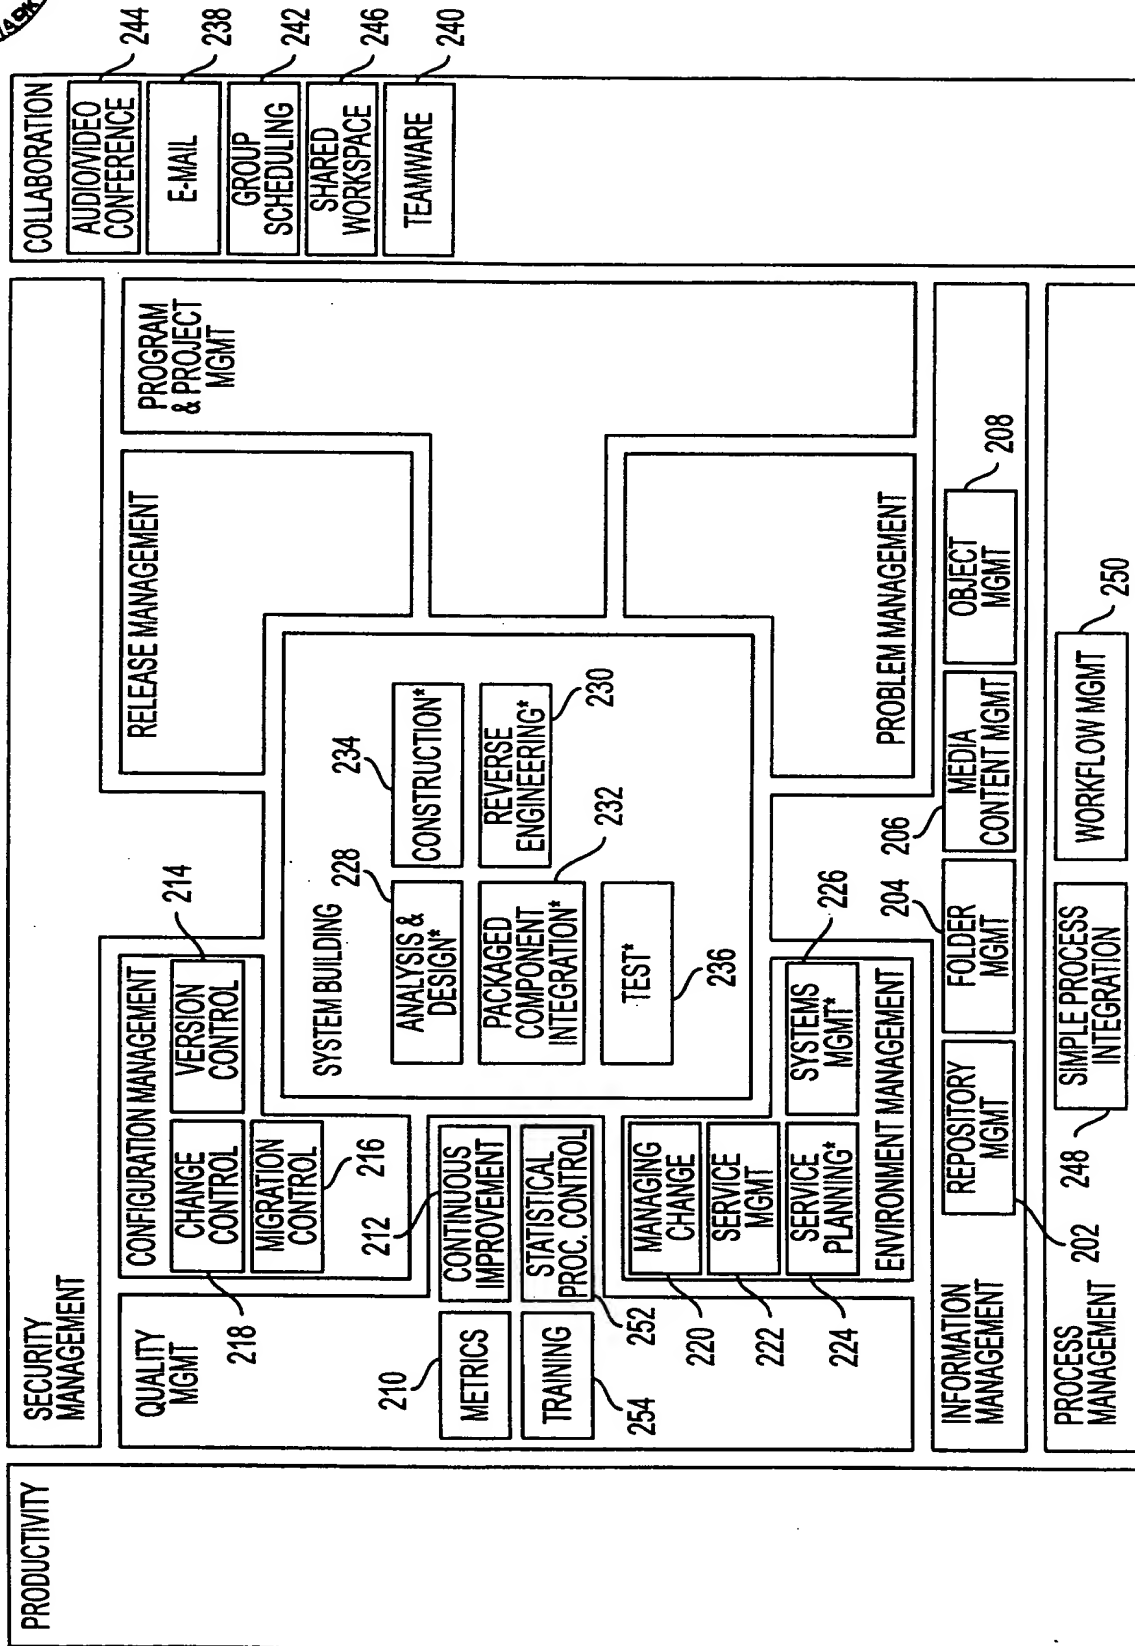 PRODUCTIVITY
SECURITY
MANAGEMENT
QUALITY
MGMT
210
METRICS
212
CONTINUOUS
IMPROVEMENT
TRAINING
254
STATISTICAL
PROC. CONTROL
252
CONFIGURATION MANAGEMENT
CHANGE
CONTROL
218
VERSION
CONTROL
214
MIGRATION
CONTROL
216
RELEASE MANAGEMENT
PROGRAM
& PROJECT
MGMT
SYSTEM BUILDING
228
ANALYSIS &
DESIGN*
234
CONSTRUCTION*
PACKAGED
COMPONENT
INTEGRATION*
232
REVERSE
ENGINEERING*
230
TEST*
236
MANAGING
CHANGE
220
SERVICE
MGMT
222
SERVICE
PLANNING*
224
SYSTEMS
MGMT*
226
ENVIRONMENT MANAGEMENT
PROBLEM MANAGEMENT
INFORMATION
MANAGEMENT
REPOSITORY
MGMT
202
204
FOLDER
MGMT
206
MEDIA
CONTENT MGMT
OBJECT
MGMT
208
PROCESS
MANAGEMENT
248
SIMPLE PROCESS
INTEGRATION
WORKFLOW MGMT
250
COLLABORATION
AUDIO/VIDEO
CONFERENCE
244
E-MAIL
238
GROUP
SCHEDULING
242
SHARED
WORKSPACE
246
TEAMWARE
240